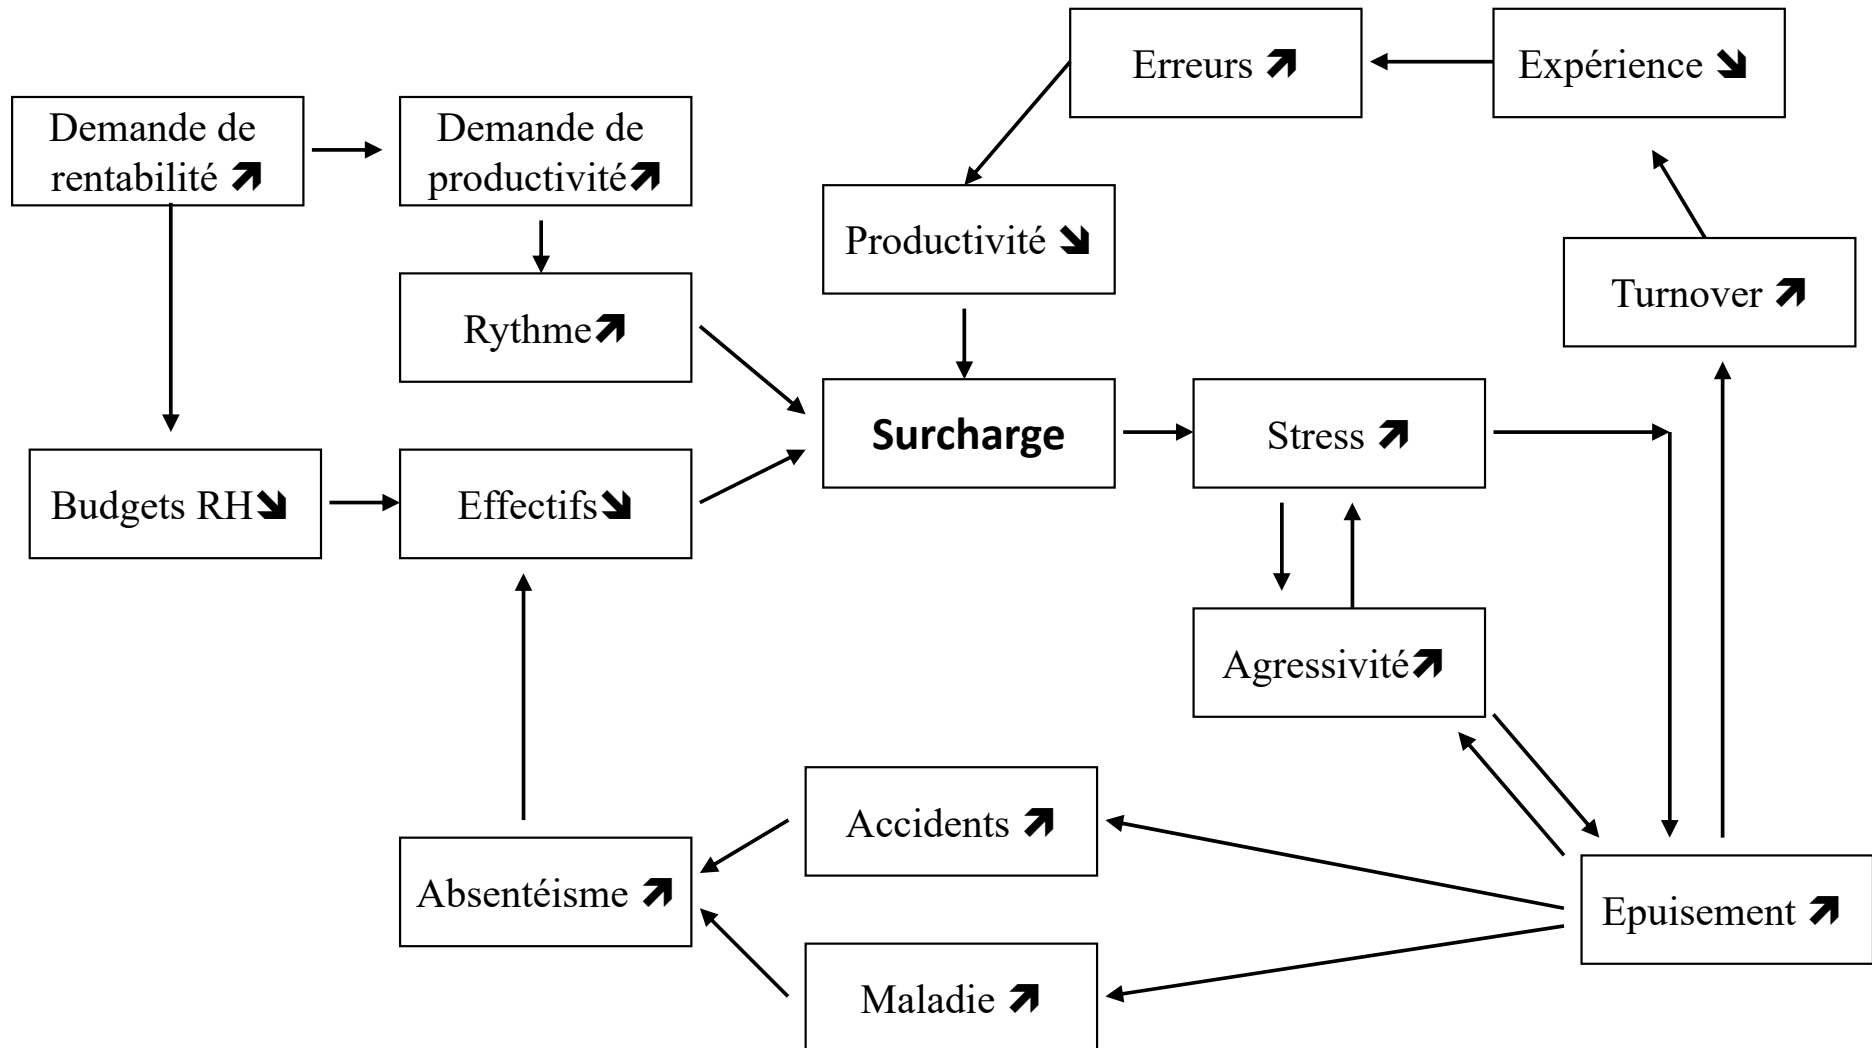 Erreurs ⬈
Expérience ⬊
Demande de
rentabilité ⬈
Demande de
productivité⬈
Productivité ⬊
Turnover ⬈
Rythme⬈
Surcharge
Stress ⬈
Budgets RH⬊
Effectifs⬊
Agressivité⬈
Accidents ⬈
Absentéisme ⬈
Epuisement ⬈
Maladie ⬈